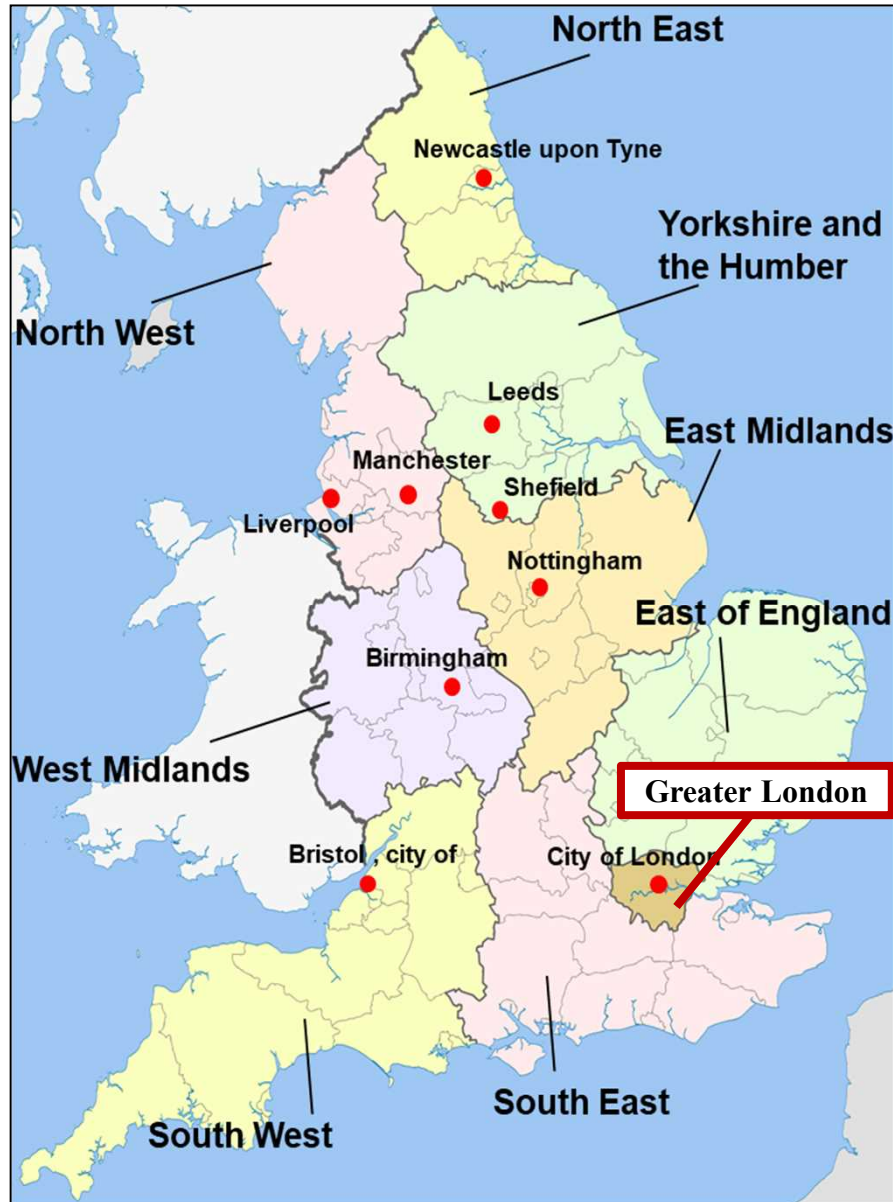 North East
Newcastle upon Tyne
Yorkshire and
the Humber
North West
Leeds
East Midlands
Manchester
Shefield
Liverpool
Nottingham
East of England
Birmingham
West Midlands
Greater London
Bristol , city of
City of London
South East
South West